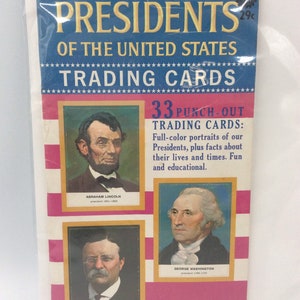 PRESIDENTS
29¢
OF THE UNITED STATES
TRADING CARDS
33 PUNCH-OUT
TRADING CARDS:
Full-color portraits of our
Presidents, plus facts about
their lives and times. Fun
and educational.
ABRAHAM LINCOLN
GEORGE WASHINGTON